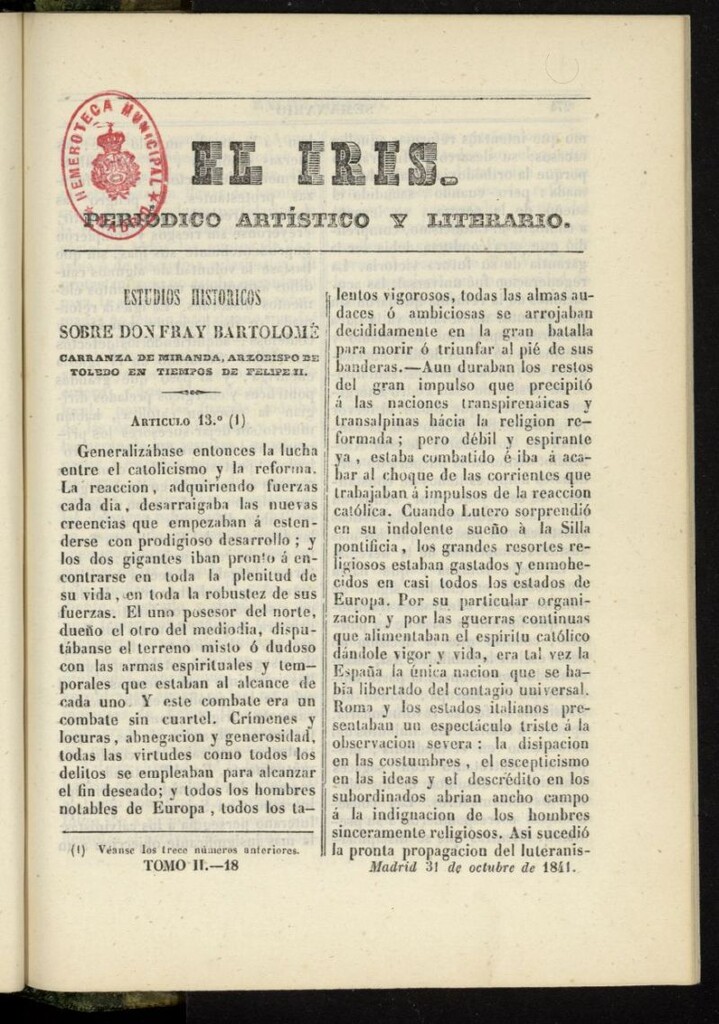 HEMEROTECA MUNICIPAL
EL IRIS.
PERIÓDICO ARTÍSTICO Y LITERARIO.
ESTUDIOS HISTORICOS
SOBRE DON FRAY BARTOLOMÉ
CARRANZA DE MIRANDA, ARZOBISPO DE
TOLEDO EN TIEMPOS DE FELIPE II.
ARTICULO 13.º (1)
Generalizábase entonces la lucha
entre el catolicismo y la reforma.
La reaccion, adquiriendo fuerzas
cada dia, desarraigaba las nuevas
creencias que empezaban á esten-
derse con prodigioso desarrollo; y
los dos gigantes iban pronto á en-
contrarse en toda la plenitud de
su vida, en toda la robustez de sus
fuerzas. El uno posesor del norte,
dueño el otro del mediodia, dispu-
tábanse el terreno misto ó dudoso
con las armas espirituales y tem-
porales que estaban al alcance de
cada uno. Y este combate era un
combate sin cuartel. Crímenes y
locuras, abnegacion y generosidad,
todas las virtudes como todos los
delitos se empleaban para alcanzar
el fin deseado; y todos los hombres
notables de Europa, todos los ta-
(1) Véanse los trece números anteriores.
TOMO II.—18
lentos vigorosos, todas las almas au-
daces ó ambiciosas se arrojaban
decididamente en la gran batalla
para morir ó triunfar al pié de sus
banderas.—Aun duraban los restos
del gran impulso que precipitó
á las naciones transpirenáicas y
transalpinas hácia la religion re-
formada; pero débil y espirante
ya, estaba combatido é iba á aca-
bar al choque de las corrientes que
trabajaban á impulsos de la reaccion
católica. Cuando Lutero sorprendió
en su indolente sueño à la Silla
pontificia, los grandes resortes re-
ligiosos estaban gastados y enmohe-
cidos en casi todos los estados de
Europa. Por su particular organi-
zacion y por las guerras continuas
que alimentaban el espiritu católico
dándole vigor y vida, era tal vez la
España la única nacion que se ha-
bia libertado del contagio universal.
Roma y los estados italianos pre-
sentaban un espectáculo triste á la
observacion severa: la disipacion
en las costumbres, el escepticismo
en las ideas y el descrédito en los
subordinados abrian ancho campo
á la indignacion de los hombres
sinceramente religiosos. Asi sucedió
la pronta propagacion del luteranis-
Madrid 31 de octubre de 1841.